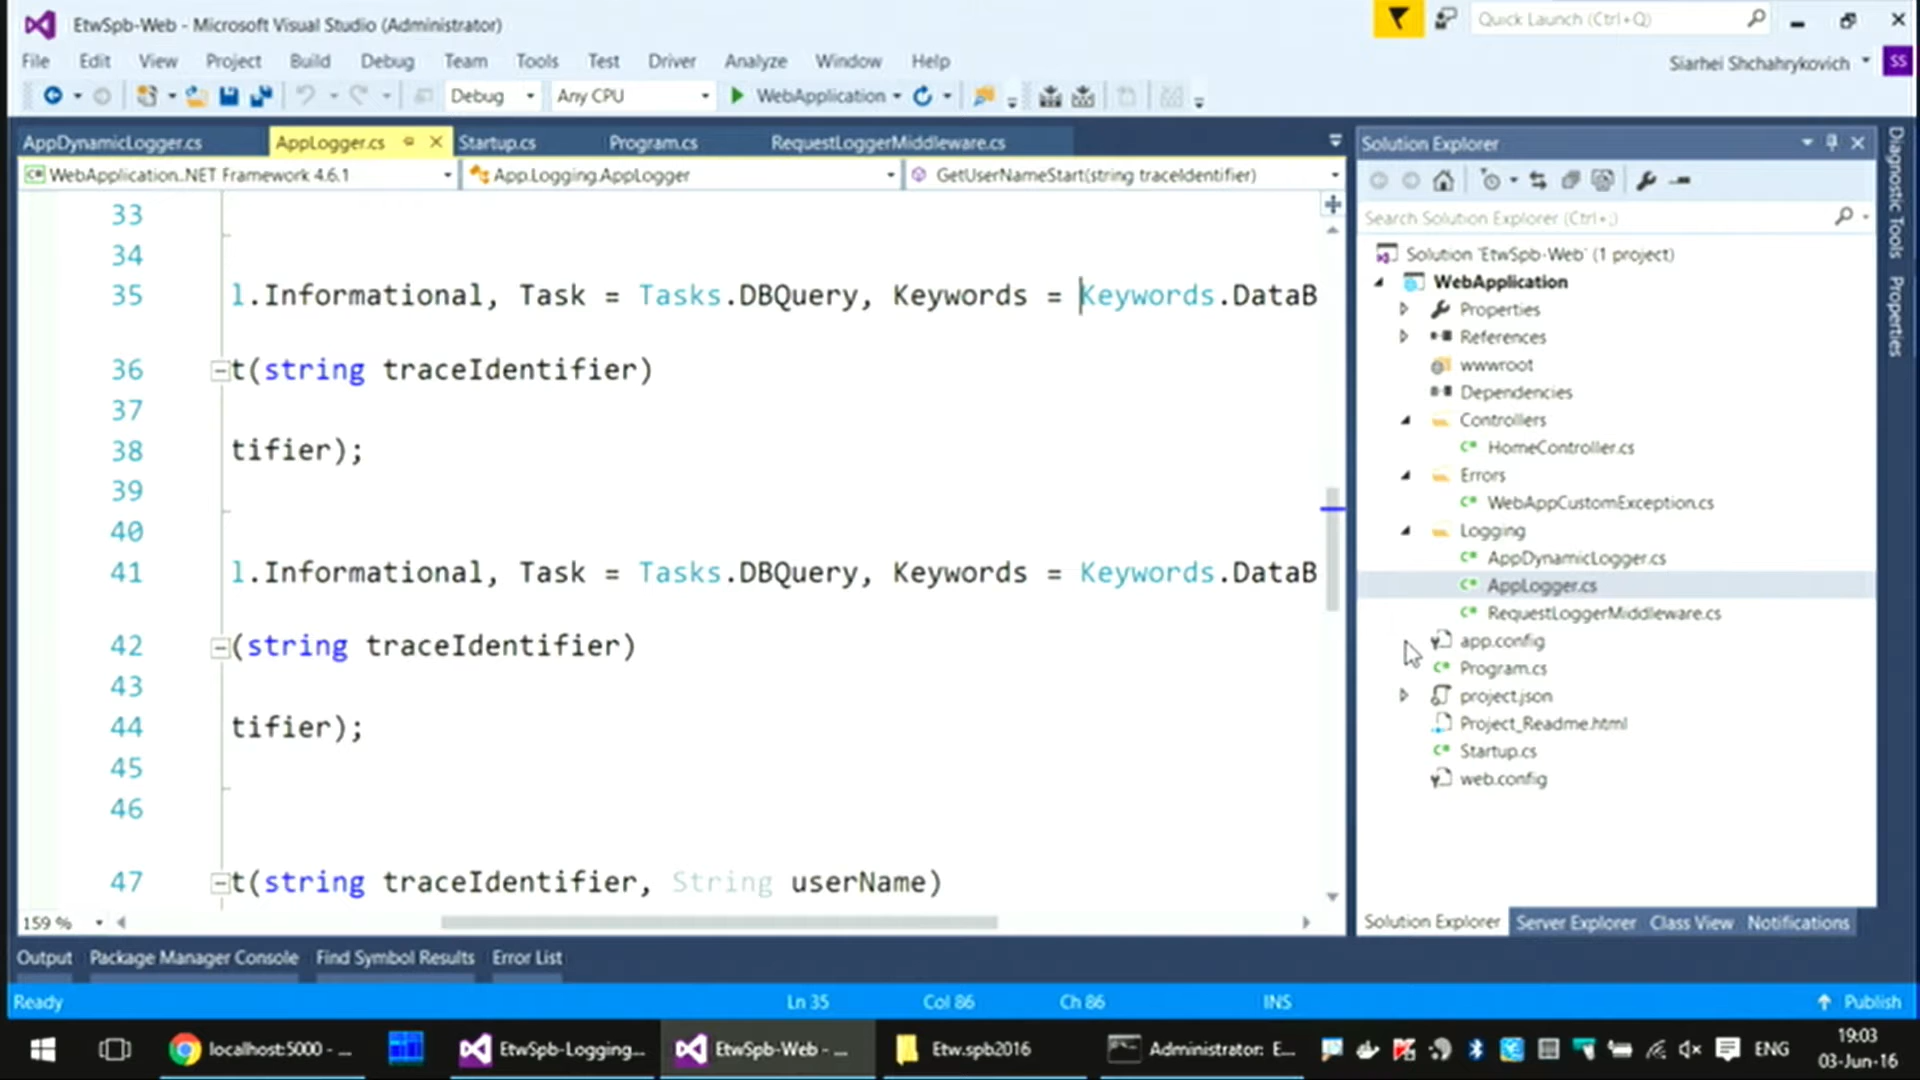 EtwSpb-Web - Microsoft Visual Studio (Administrator)
Quick Launch (Ctrl+Q)
File Edit View Project Build Debug Team Tools Test Driver Analyze Window Help
Siarhei Shchahrykovich
SS
Debug
Any CPU
WebApplication
AppDynamicLogger.cs
AppLogger.cs
Startup.cs
Program.cs
RequestLoggerMiddleware.cs
WebApplication..NET Framework 4.6.1
App.Logging.AppLogger
GetUserNameStart(string traceIdentifier)
33
34
35 l.Informational, Task = Tasks.DBQuery, Keywords = Keywords.DataB
36 t(string traceIdentifier)
37
38 tifier);
39
40
41 l.Informational, Task = Tasks.DBQuery, Keywords = Keywords.DataB
42 (string traceIdentifier)
43
44 tifier);
45
46
47 t(string traceIdentifier, String userName)
159 %
Solution Explorer
Search Solution Explorer (Ctrl+;)
Solution 'EtwSpb-Web' (1 project)
WebApplication
Properties
References
wwwroot
Dependencies
Controllers
HomeController.cs
Errors
WebAppCustomException.cs
Logging
AppDynamicLogger.cs
AppLogger.cs
RequestLoggerMiddleware.cs
app.config
Program.cs
project.json
Project_Readme.html
Startup.cs
web.config
Solution Explorer Server Explorer Class View Notifications
Diagnostic Tools
Properties
Output Package Manager Console Find Symbol Results Error List
Ready
Ln 35
Col 86
Ch 86
INS
Publish
localhost:5000 - ...
EtwSpb-Logging...
EtwSpb-Web - ...
Etw.spb2016
Administrator: E...
ENG
19:03
03-Jun-16